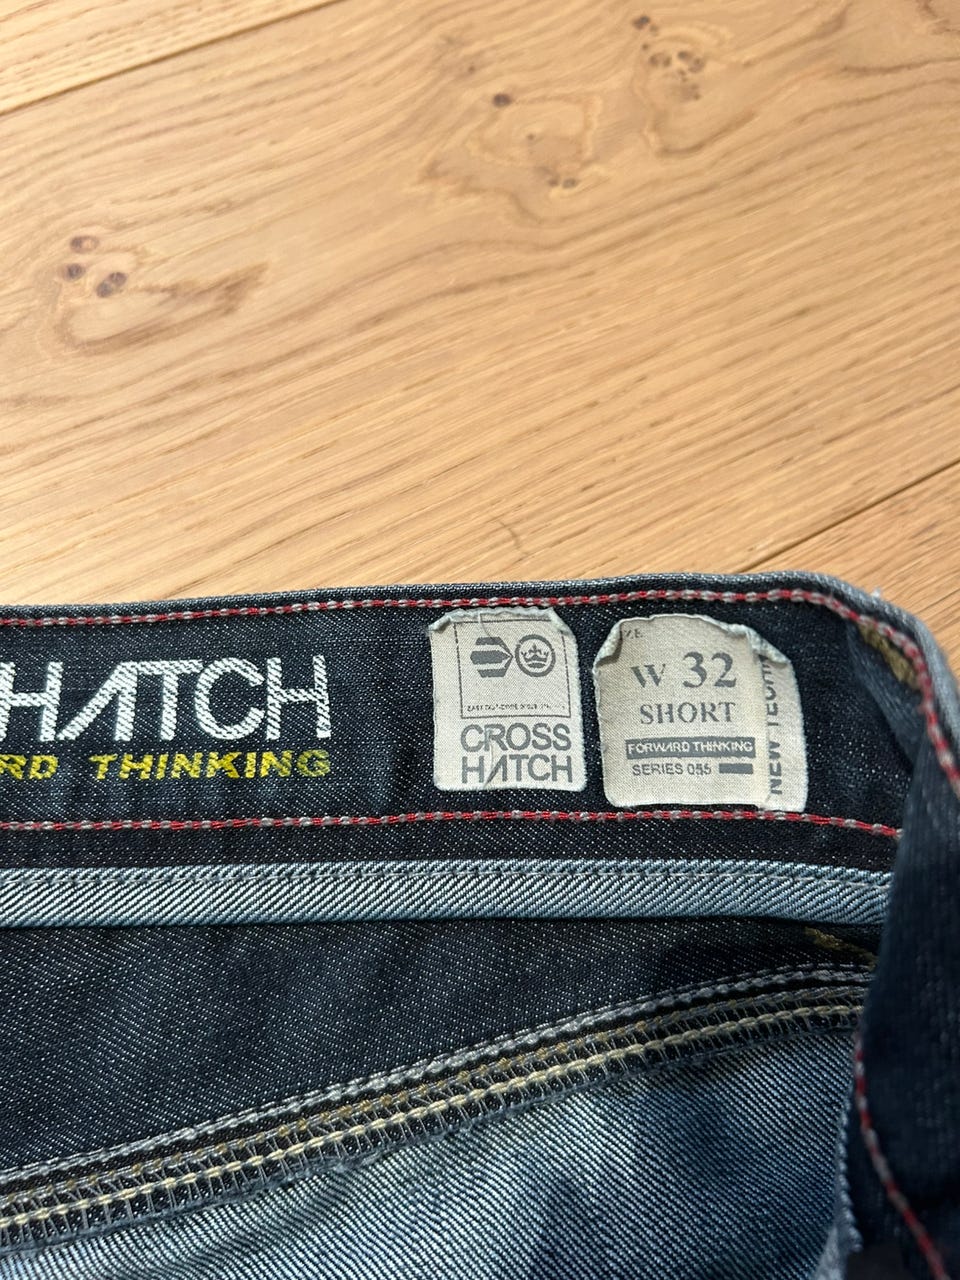 HATCH
RD THINKING
CROSS
HATCH
W 32
SHORT
FORWARD THINKING
SERIES 055